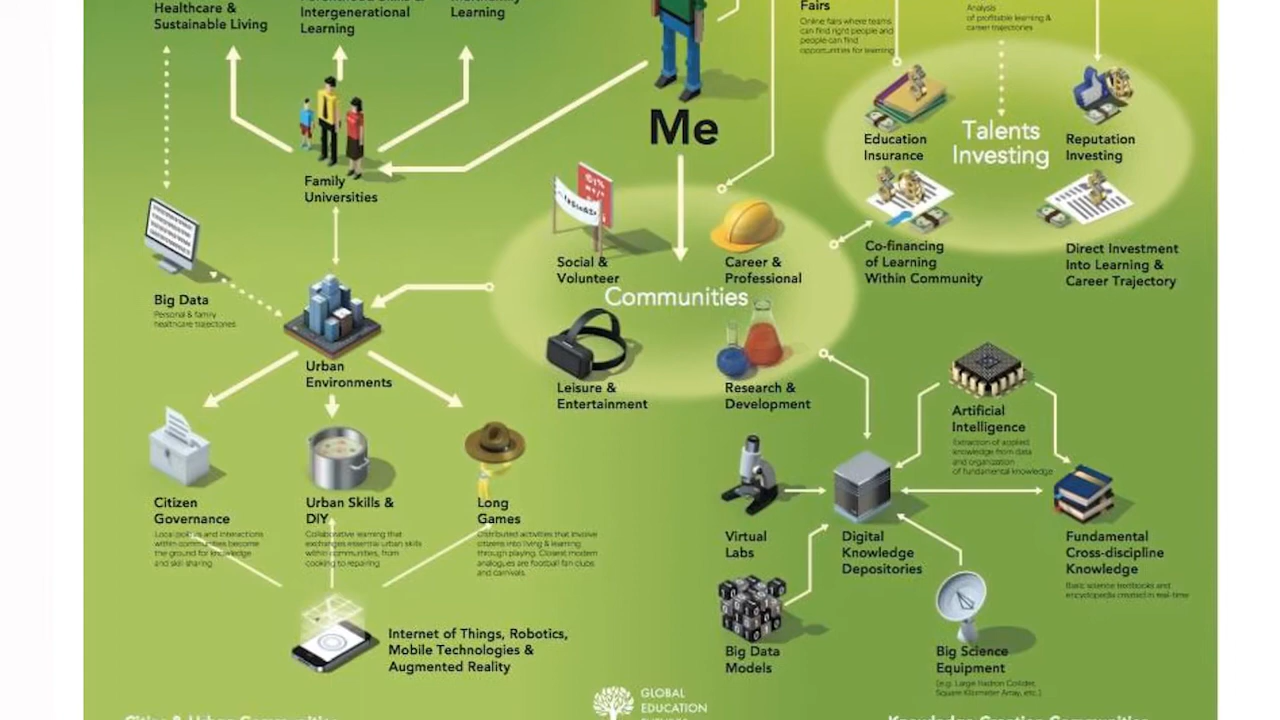 Healthcare &
Sustainable Living
Intergenerational
Learning
Learning
Fairs
Online fairs where teams
can find right people and
people can find
opportunities for learning
Analysis
of profitable learning &
career trajectories
Me
Education
Insurance
Talents
Investing
Reputation
Investing
Family
Universities
Co-financing
of Learning
Within Community
Direct Investment
Into Learning &
Career Trajectory
Social &
Volunteer
Career &
Professional
Communities
Big Data
Personal & family
healthcare trajectories
Urban
Environments
Leisure &
Entertainment
Research &
Development
Artificial
Intelligence
Extraction of applied
knowledge from data
and organization
of fundamental knowledge
Citizen
Governance
Local politics and interactions
within communities become
the ground for knowledge
and skill sharing
Urban Skills &
DIY
Collaborative learning that
exchanges essential urban skills
within communities, from
cooking to repairing
Long
Games
Distributed activities that involve
citizens into living & learning
through playing. Closest modern
analogues are football fan clubs
and carnivals.
Virtual
Labs
Digital
Knowledge
Depositories
Fundamental
Cross-discipline
Knowledge
Basic science textbooks and
encyclopedia created in real-time
Internet of Things, Robotics,
Mobile Technologies &
Augmented Reality
Big Data
Models
Big Science
Equipment
(e.g. Large Hadron Collider,
Square Kilometer Array, etc.)
GLOBAL
EDUCATION